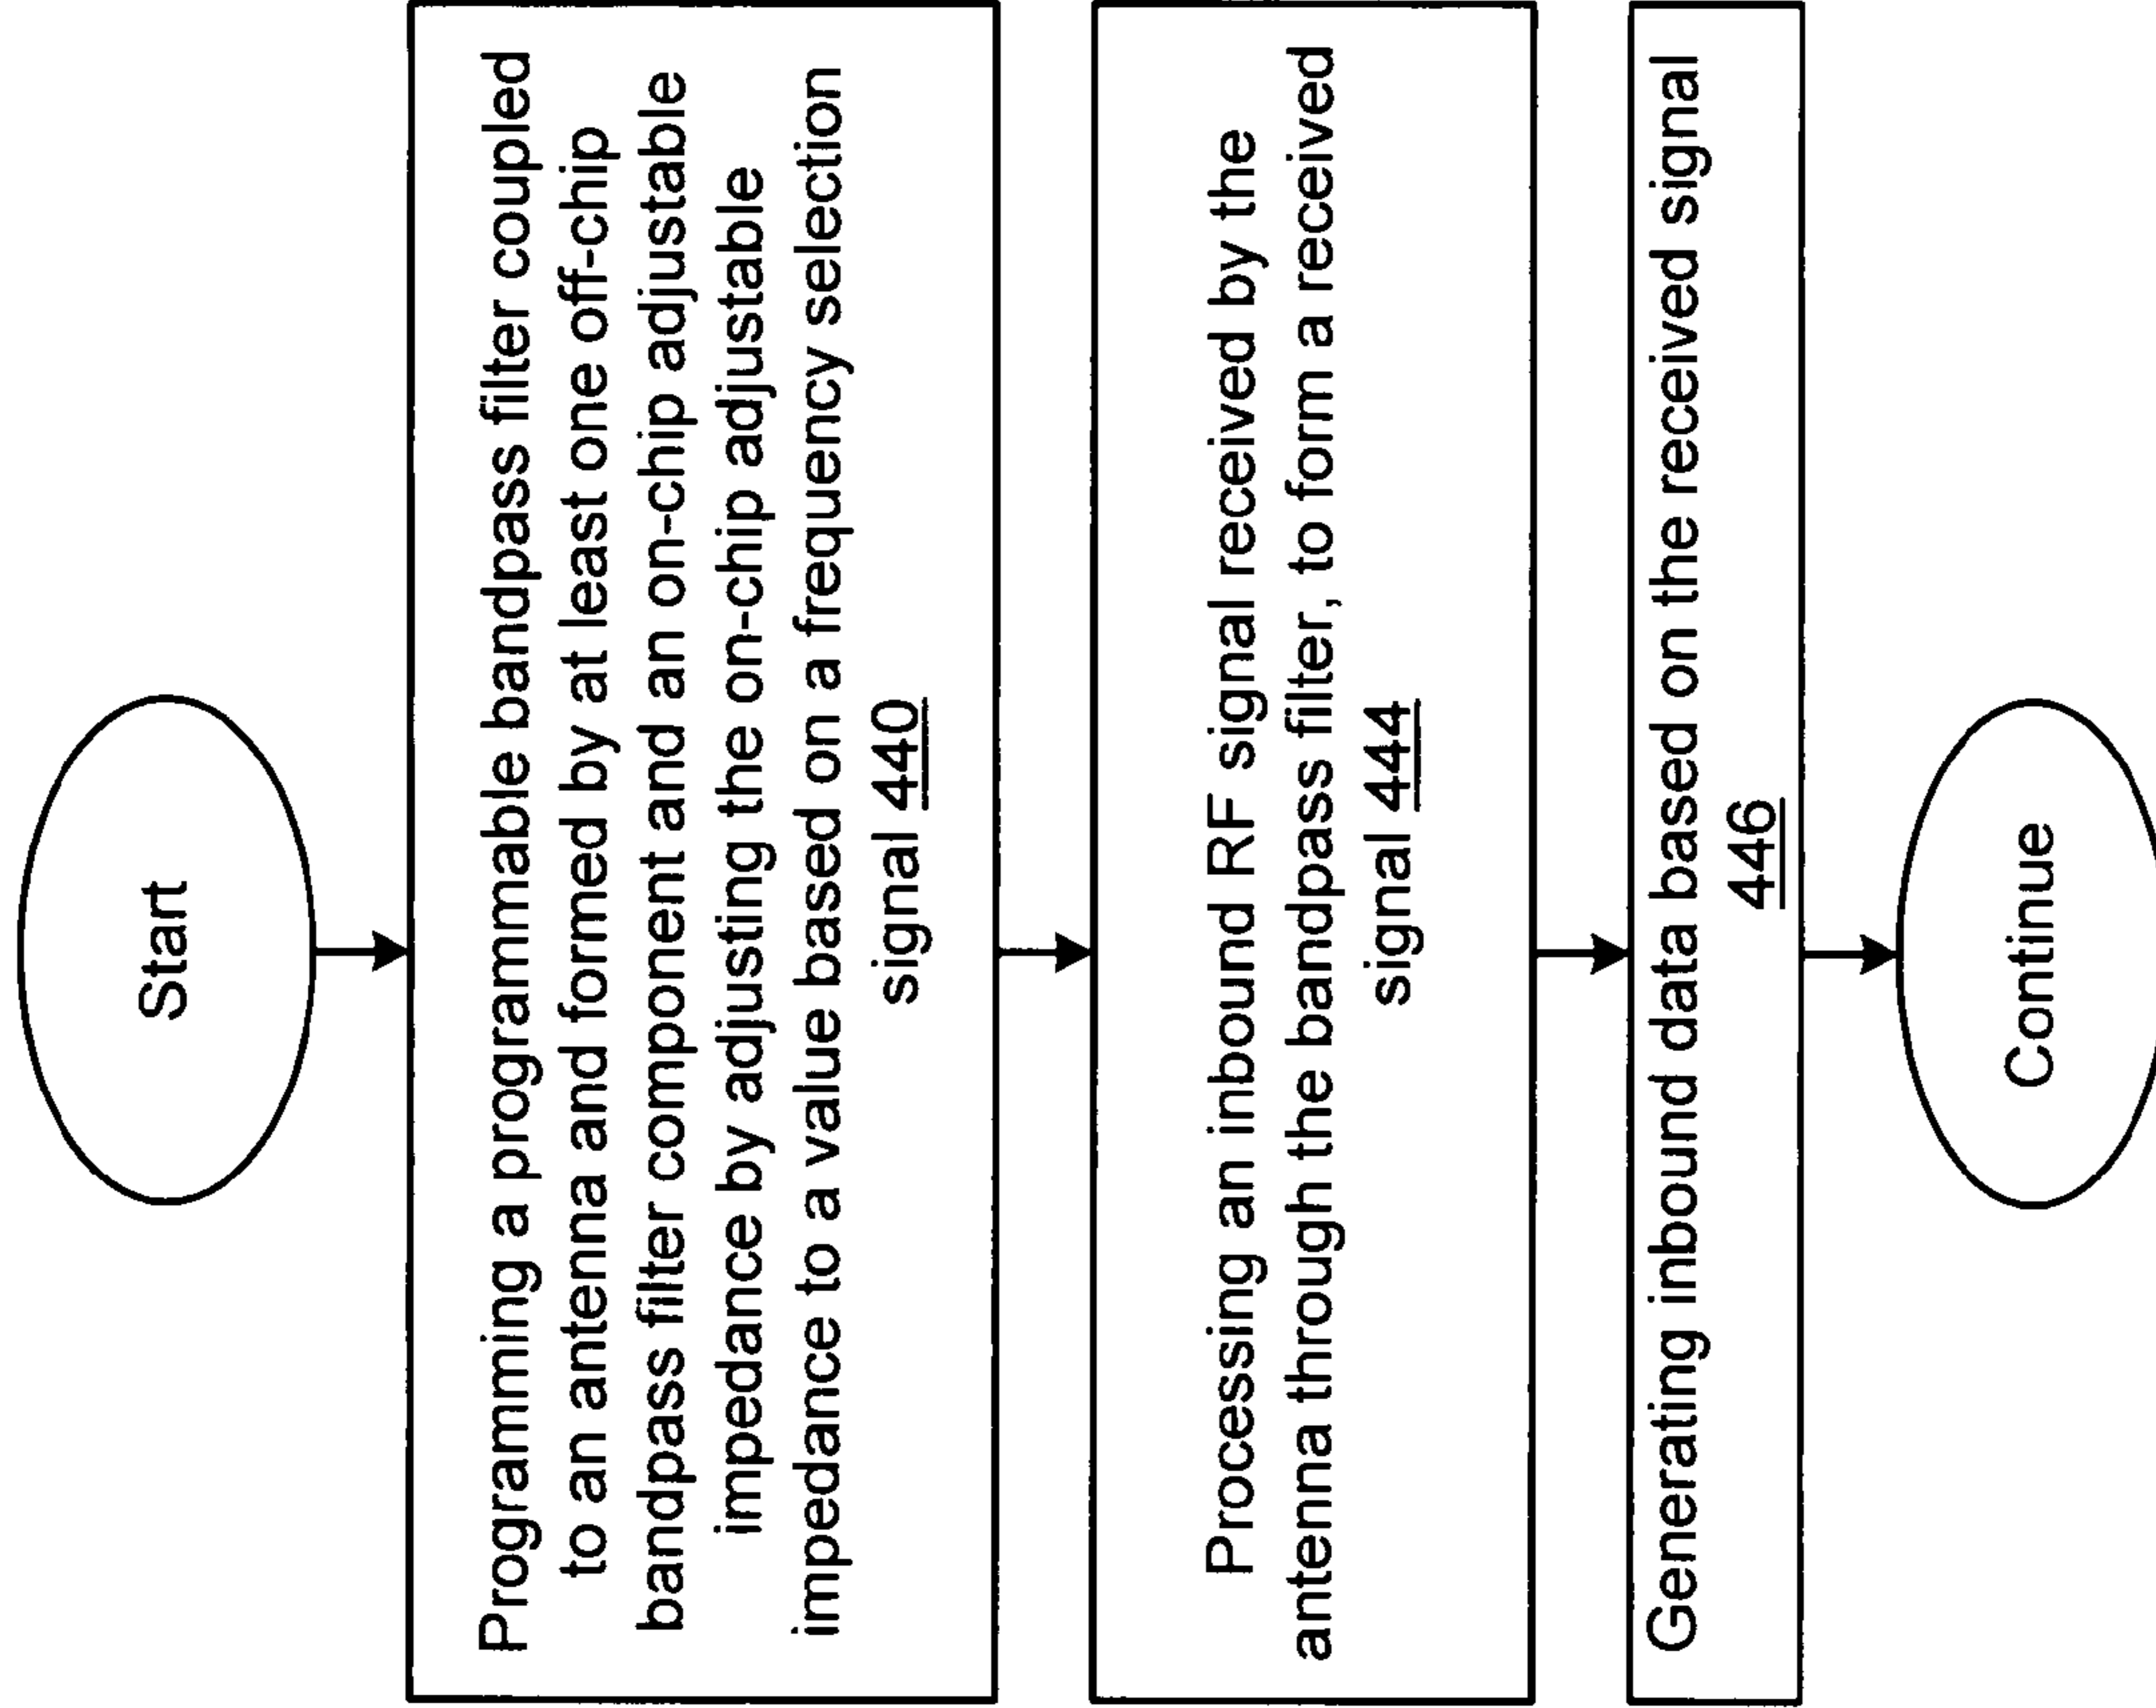 Start
Programming a programmable bandpass filter coupled
to an antenna and formed by at least one off-chip
bandpass filter component and an on-chip adjustable
impedance by adjusting the on-chip adjustable
impedance to a value based on a frequency selection
signal 440
Processing an inbound RF signal received by the
antenna through the bandpass filter, to form a received
signal 444
Generating inbound data based on the received signal
446
Continue